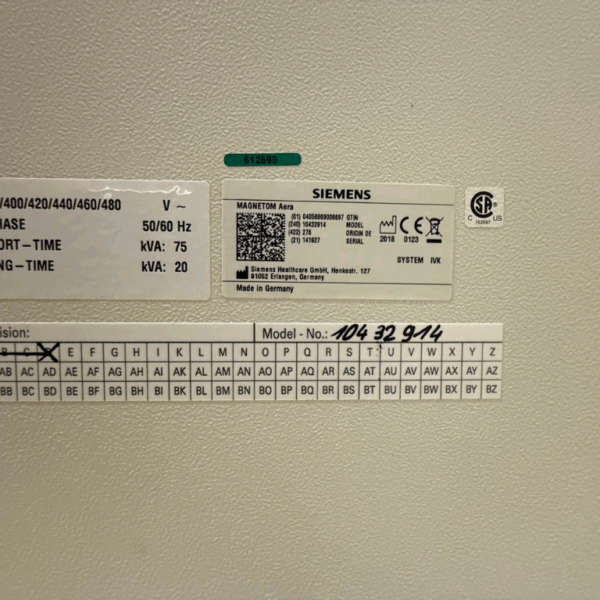 612699
/400/420/440/460/480 V ~
HASE 50/60 Hz
ORT-TIME kVA: 75
NG-TIME kVA: 20
SIEMENS
MAGNETOM Aera
(01) 04056869006697 GTIN
(240) 10432914 MODEL
(422) 276 ORIGIN DE
(21) 141927 SERIAL
2018 0123
SYSTEM IVK
Siemens Healthcare GmbH, Henkestr. 127
91052 Erlangen, Germany
Made in Germany
C US
ision: Model - No.: 104 32 914
B C E F G H I K L M N O P Q R S T U V W X Y Z
AB AC AD AE AF AG AH AI AK AL AM AN AO AP AQ AR AS AT AU AV AW AX AY AZ
BB BC BD BE BF BG BH BI BK BL BM BN BO BP BQ BR BS BT BU BV BW BX BY BZ